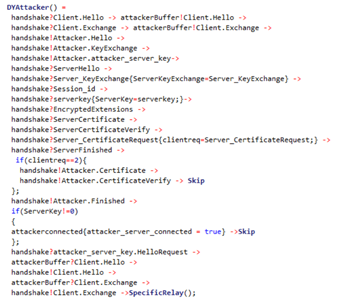 DYAttacker() =
handshake?Client.Hello -> attackerBuffer!Client.Hello ->
handshake?Client.Exchange -> attackerBuffer!Client.Exchange ->
handshake!Attacker.Hello ->
handshake!Attacker.KeyExchange ->
handshake!Attacker.attacker_server_key->
handshake?ServerHello ->
handshake?Server_KeyExchange{ServerKeyExchange=Server_KeyExchange} ->
handshake?Session_id ->
handshake?serverkey{ServerKey=serverkey;}->
handshake?EncryptedExtensions ->
handshake?ServerCertificate ->
handshake?ServerCertificateVerify ->
handshake?Server_CertificateRequest{clientreq=Server_CertificateRequest;} ->
handshake?ServerFinished ->
if(clientreq==2){
handshake!Attacker.Certificate ->
handshake!Attacker.CertificateVerify -> Skip
};
handshake!Attacker.Finished ->
if(ServerKey!=0)
{
attackerconnected{attacker_server_connected = true} ->Skip
};
handshake?attacker_server_key.HelloRequest ->
attackerBuffer?Client.Hello ->
handshake!Client.Hello ->
attackerBuffer?Client.Exchange ->
handshake!Client.Exchange ->SpecificRelay();